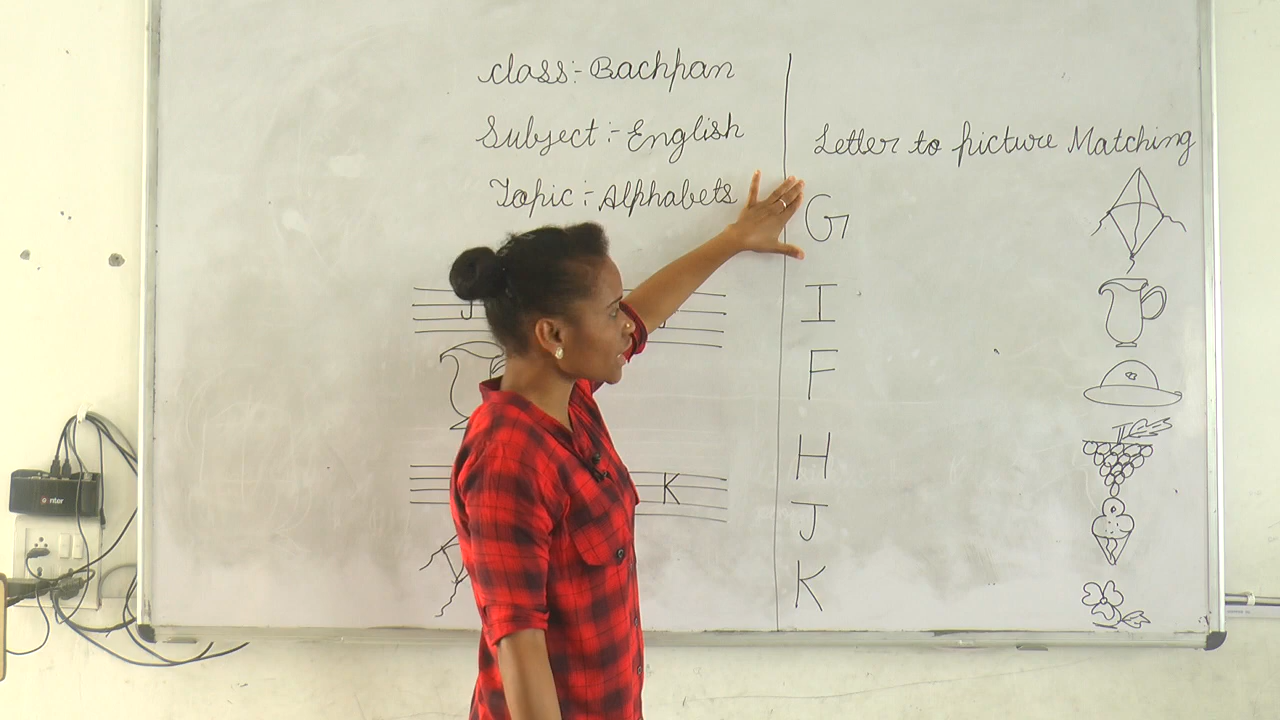 class:- Bachpan
Subject:- English
Topic:- Alphabets
J
K
Letter to picture Matching
G
I
F
H
J
K